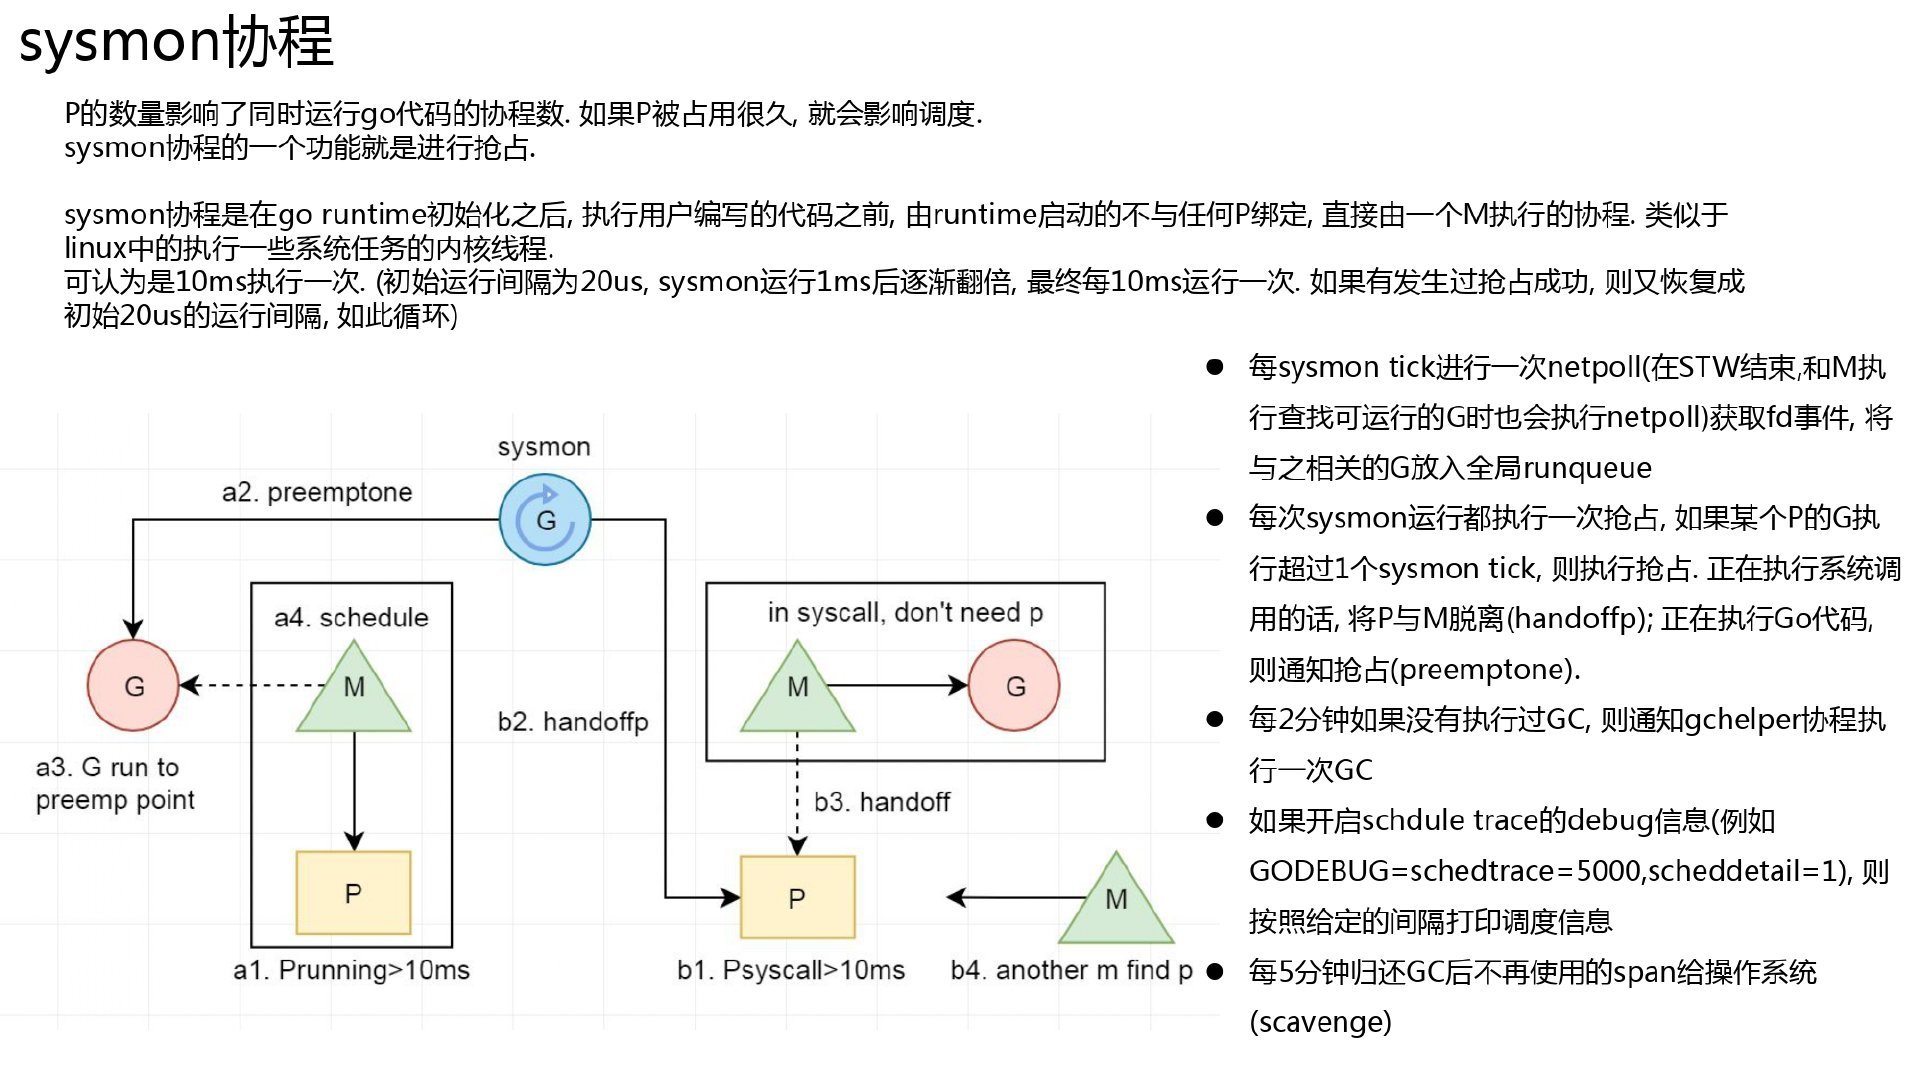 sysmon协程
P的数量影响了同时运行go代码的协程数. 如果P被占用很久, 就会影响调度.
sysmon协程的一个功能就是进行抢占.
sysmon协程是在go runtime初始化之后, 执行用户编写的代码之前, 由runtime启动的不与任何P绑定, 直接由一个M执行的协程. 类似于
linux中的执行一些系统任务的内核线程.
可认为是10ms执行一次. (初始运行间隔为20us, sysmon运行1ms后逐渐翻倍, 最终每10ms运行一次. 如果有发生过抢占成功, 则又恢复成
初始20us的运行间隔, 如此循环)
sysmon
a2. preemptone
G
a4. schedule
in syscall, don't need p
G
M
M
G
b2. handoffp
a3. G run to
preemp point
b3. handoff
P
P
M
a1. Prunning>10ms
b1. Psyscall>10ms
b4. another m find p
● 每sysmon tick进行一次netpoll(在STW结束,和M执
行查找可运行的G时也会执行netpoll)获取fd事件, 将
与之相关的G放入全局runqueue
● 每次sysmon运行都执行一次抢占, 如果某个P的G执
行超过1个sysmon tick, 则执行抢占. 正在执行系统调
用的话, 将P与M脱离(handoffp); 正在执行Go代码,
则通知抢占(preemptone).
● 每2分钟如果没有执行过GC, 则通知gchelper协程执
行一次GC
● 如果开启schdule trace的debug信息(例如
GODEBUG=schedtrace=5000,scheddetail=1), 则
按照给定的间隔打印调度信息
● 每5分钟归还GC后不再使用的span给操作系统
(scavenge)